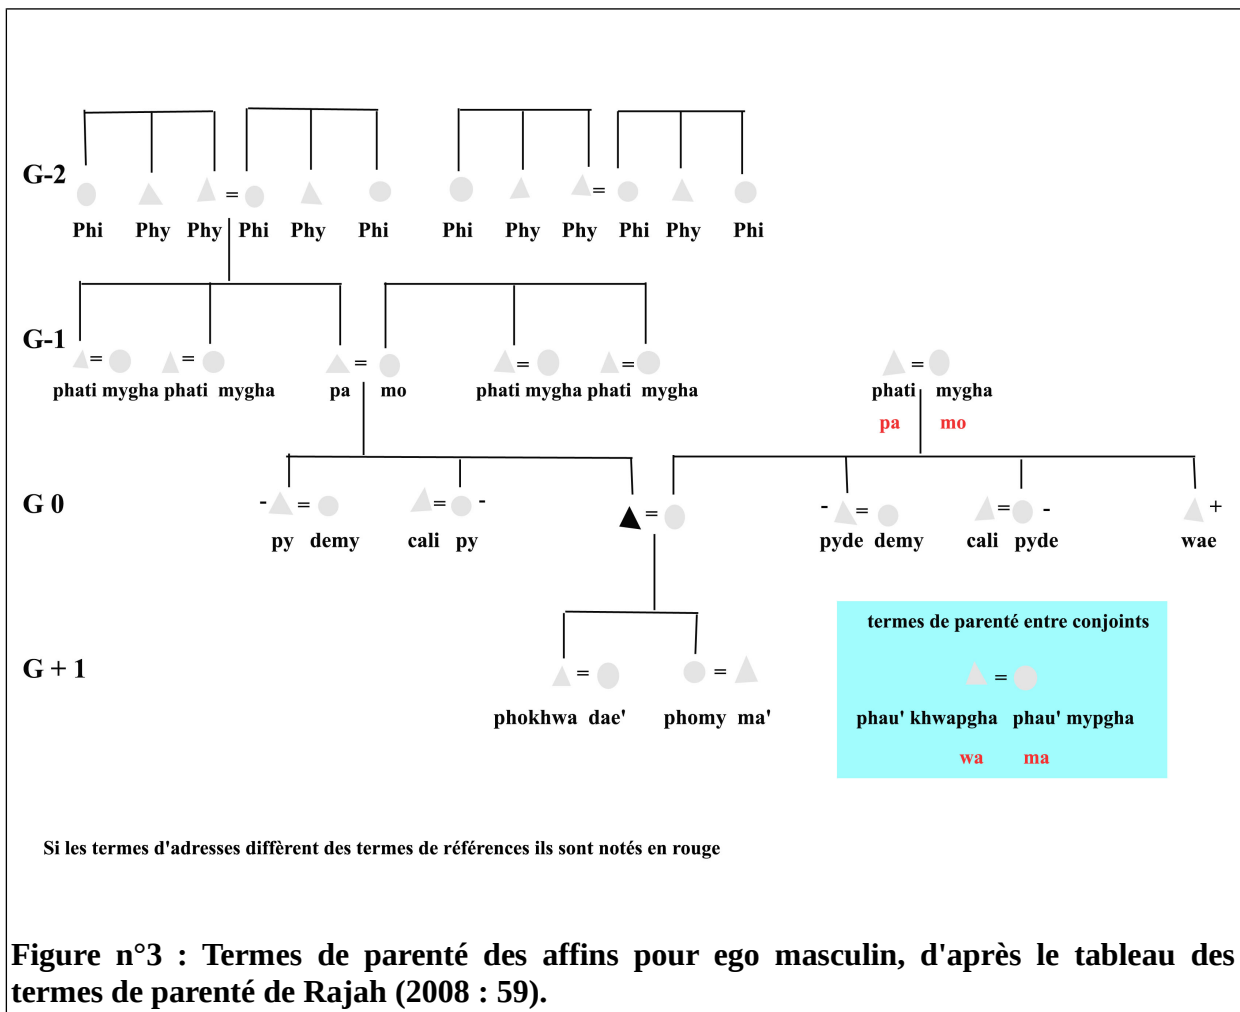 G-2
Phi Phy Phy Phi Phy Phi Phi Phy Phy Phi Phy Phi
=
=
G-1
= = = = = =
phati mygha phati mygha pa mo phati mygha phati mygha phati mygha
pa mo
G 0
- = = - = - = = - +
py demy cali py pyde demy cali pyde wae
termes de parenté entre conjoints
G + 1
= = =
phokhwa dae' phomy ma' phau' khwapgha phau' mypgha
wa ma
Si les termes d'adresses diffèrent des termes de références ils sont notés en rouge
Figure n°3 : Termes de parenté des affins pour ego masculin, d'après le tableau des
termes de parenté de Rajah (2008 : 59).